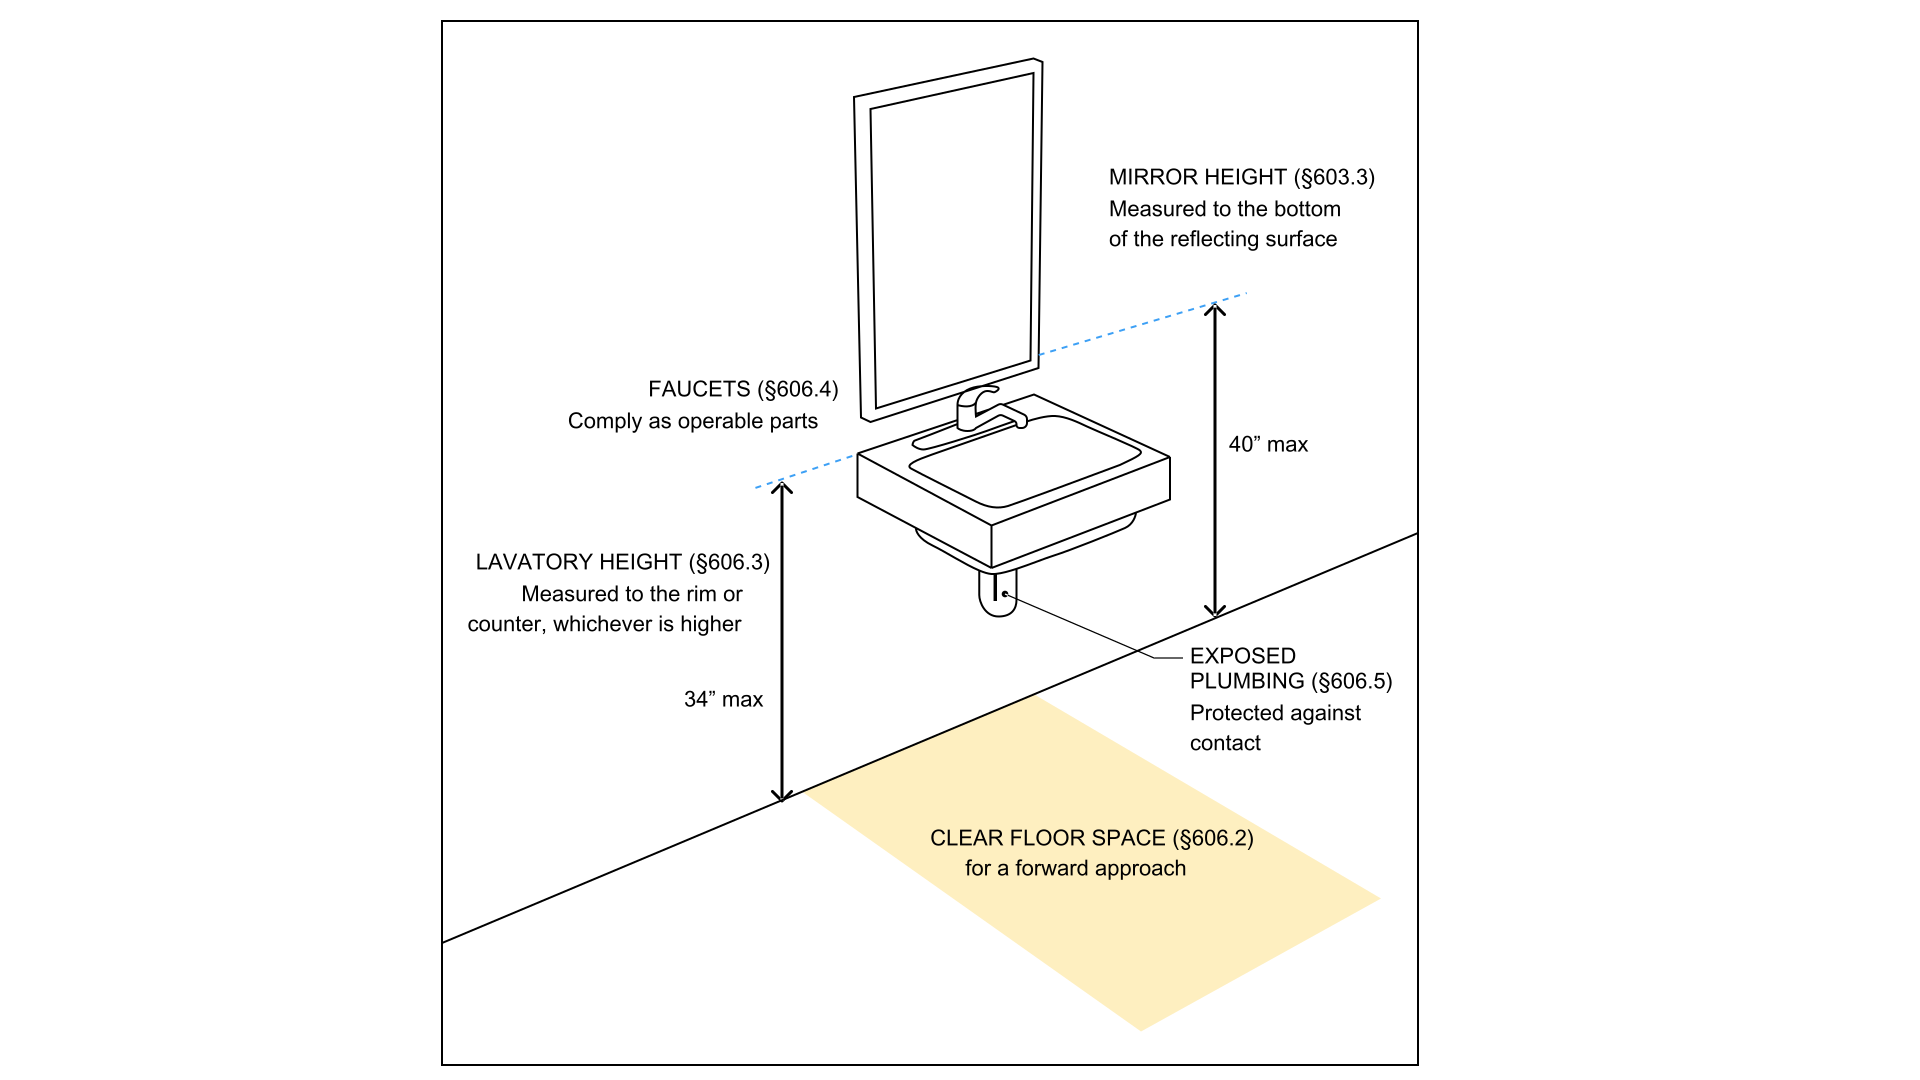 MIRROR HEIGHT (§603.3)
Measured to the bottom
of the reflecting surface
FAUCETS (§606.4)
Comply as operable parts
40” max
LAVATORY HEIGHT (§606.3)
Measured to the rim or
counter, whichever is higher
34” max
EXPOSED
PLUMBING (§606.5)
Protected against
contact
CLEAR FLOOR SPACE (§606.2)
for a forward approach